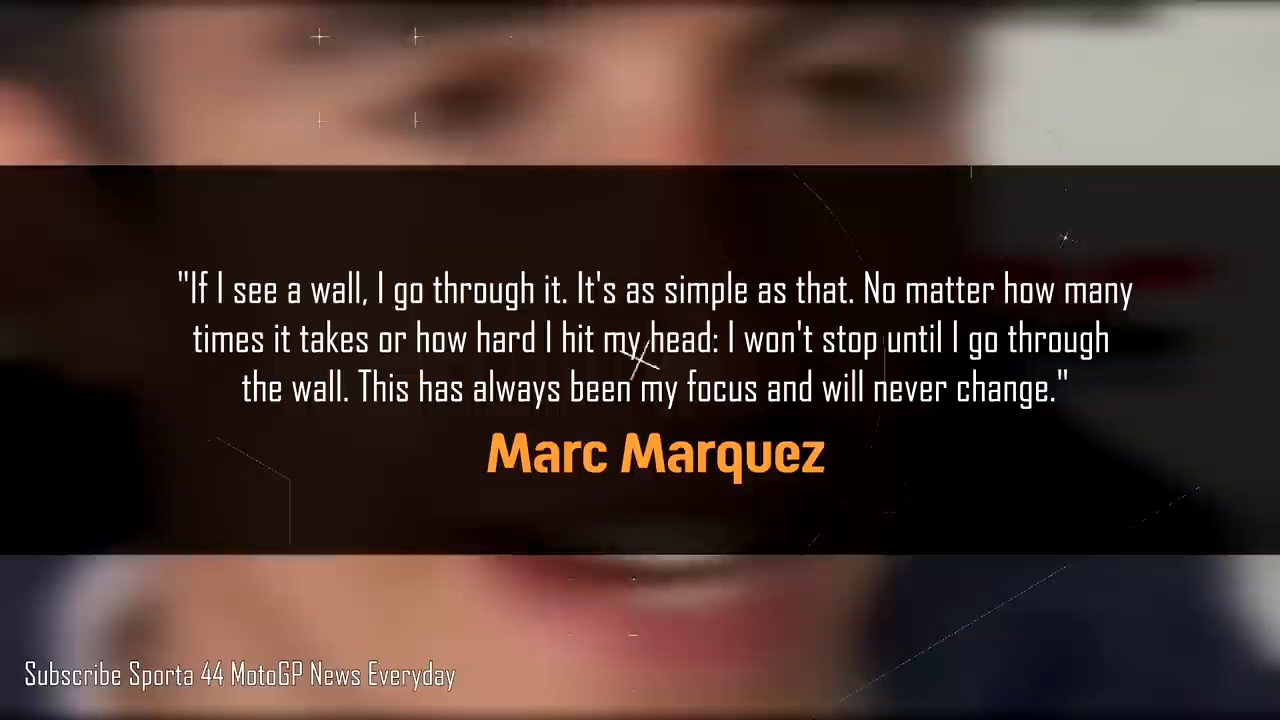 "If I see a wall, I go through it. It's as simple as that. No matter how many
times it takes or how hard I hit my head: I won't stop until I go through
the wall. This has always been my focus and will never change."
Marc Marquez
Subscribe Sporta 44 MotoGP News Everyday